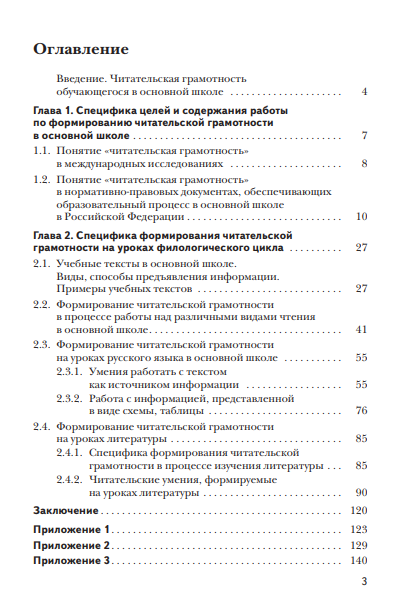 Оглавление
Введение. Читательская грамотность
обучающегося в основной школе ...................... 4
Глава 1. Специфика целей и содержания работы
по формированию читательской грамотности
в основной школе ........................................ 7
1.1. Понятие «читательская грамотность»
в международных исследованиях ...................... 8
1.2. Понятие «читательская грамотность»
в нормативно-правовых документах, обеспечивающих
образовательный процесс в основной школе
в Российской Федерации ............................. 10
Глава 2. Специфика формирования читательской
грамотности на уроках филологического цикла .......... 27
2.1. Учебные тексты в основной школе.
Виды, способы предъявления информации.
Примеры учебных текстов ............................ 27
2.2. Формирование читательской грамотности
в процессе работы над различными видами чтения
в основной школе.................................... 41
2.3. Формирование читательской грамотности
на уроках русского языка в основной школе ........... 55
2.3.1. Умения работать с текстом
как источником информации ................... 55
2.3.2. Работа с информацией, представленной
в виде схемы, таблицы ......................... 76
2.4. Формирование читательской грамотности
на уроках литературы ............................... 85
2.4.1. Специфика формирования читательской
грамотности в процессе изучения литературы ... 85
2.4.2. Читательские умения, формируемые
на уроках литературы .......................... 90
Заключение ............................................. 120
Приложение 1........................................... 123
Приложение 2........................................... 129
Приложение 3........................................... 140
3